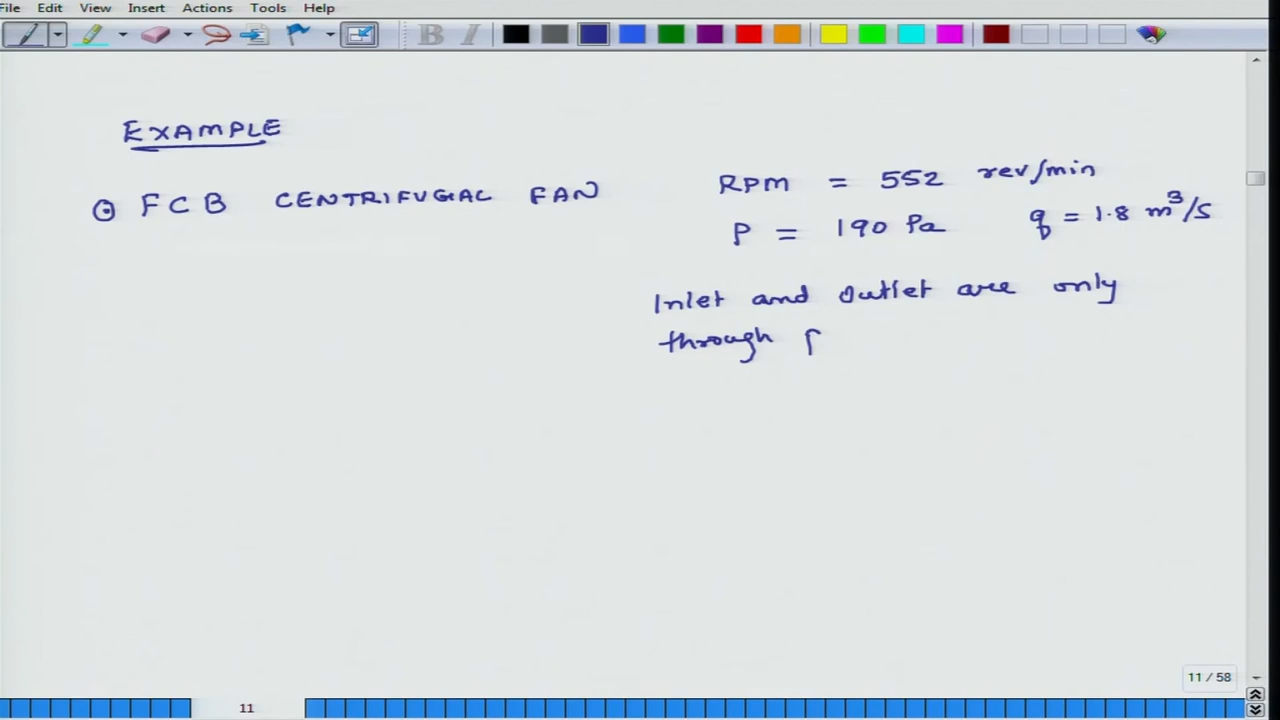 File Edit View Insert Actions Tools Help
B I
EXAMPLE
FCB CENTRIFUGAL FAN
RPM = 552 rev/min
P = 190 Pa q = 1.8 m³/s
Inlet and Outlet are only
through
11 / 58
11